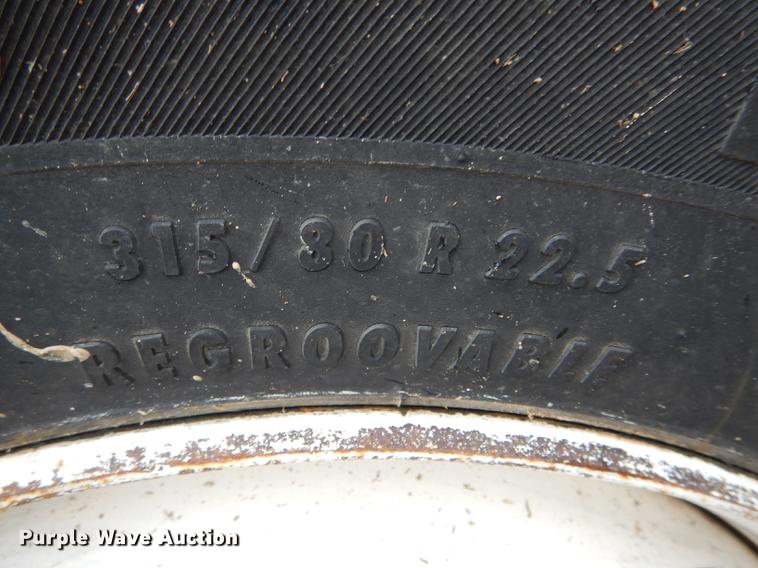 315/80 R 22.5
REGROOVABLE
Purple Wave Auction